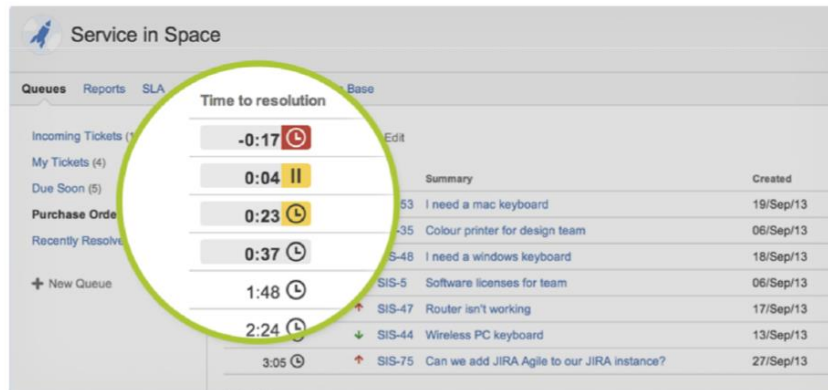 Service in Space
Queues Reports SLA Base
Time to resolution
Incoming Tickets
My Tickets (4)
Due Soon (5)
Purchase Orde
Recently Resolve
New Queue
Edit
Summary Created
-0:17 53 I need a mac keyboard 19/Sep/13
0:04 -35 Colour printer for design team 06/Sep/13
0:23 S-48 I need a windows keyboard 18/Sep/13
0:37 SIS-5 Software licenses for team 06/Sep/13
1:48 SIS-47 Router isn't working 17/Sep/13
2:24 SIS-44 Wireless PC keyboard 13/Sep/13
3:05 SIS-75 Can we add JIRA Agile to our JIRA instance? 27/Sep/13